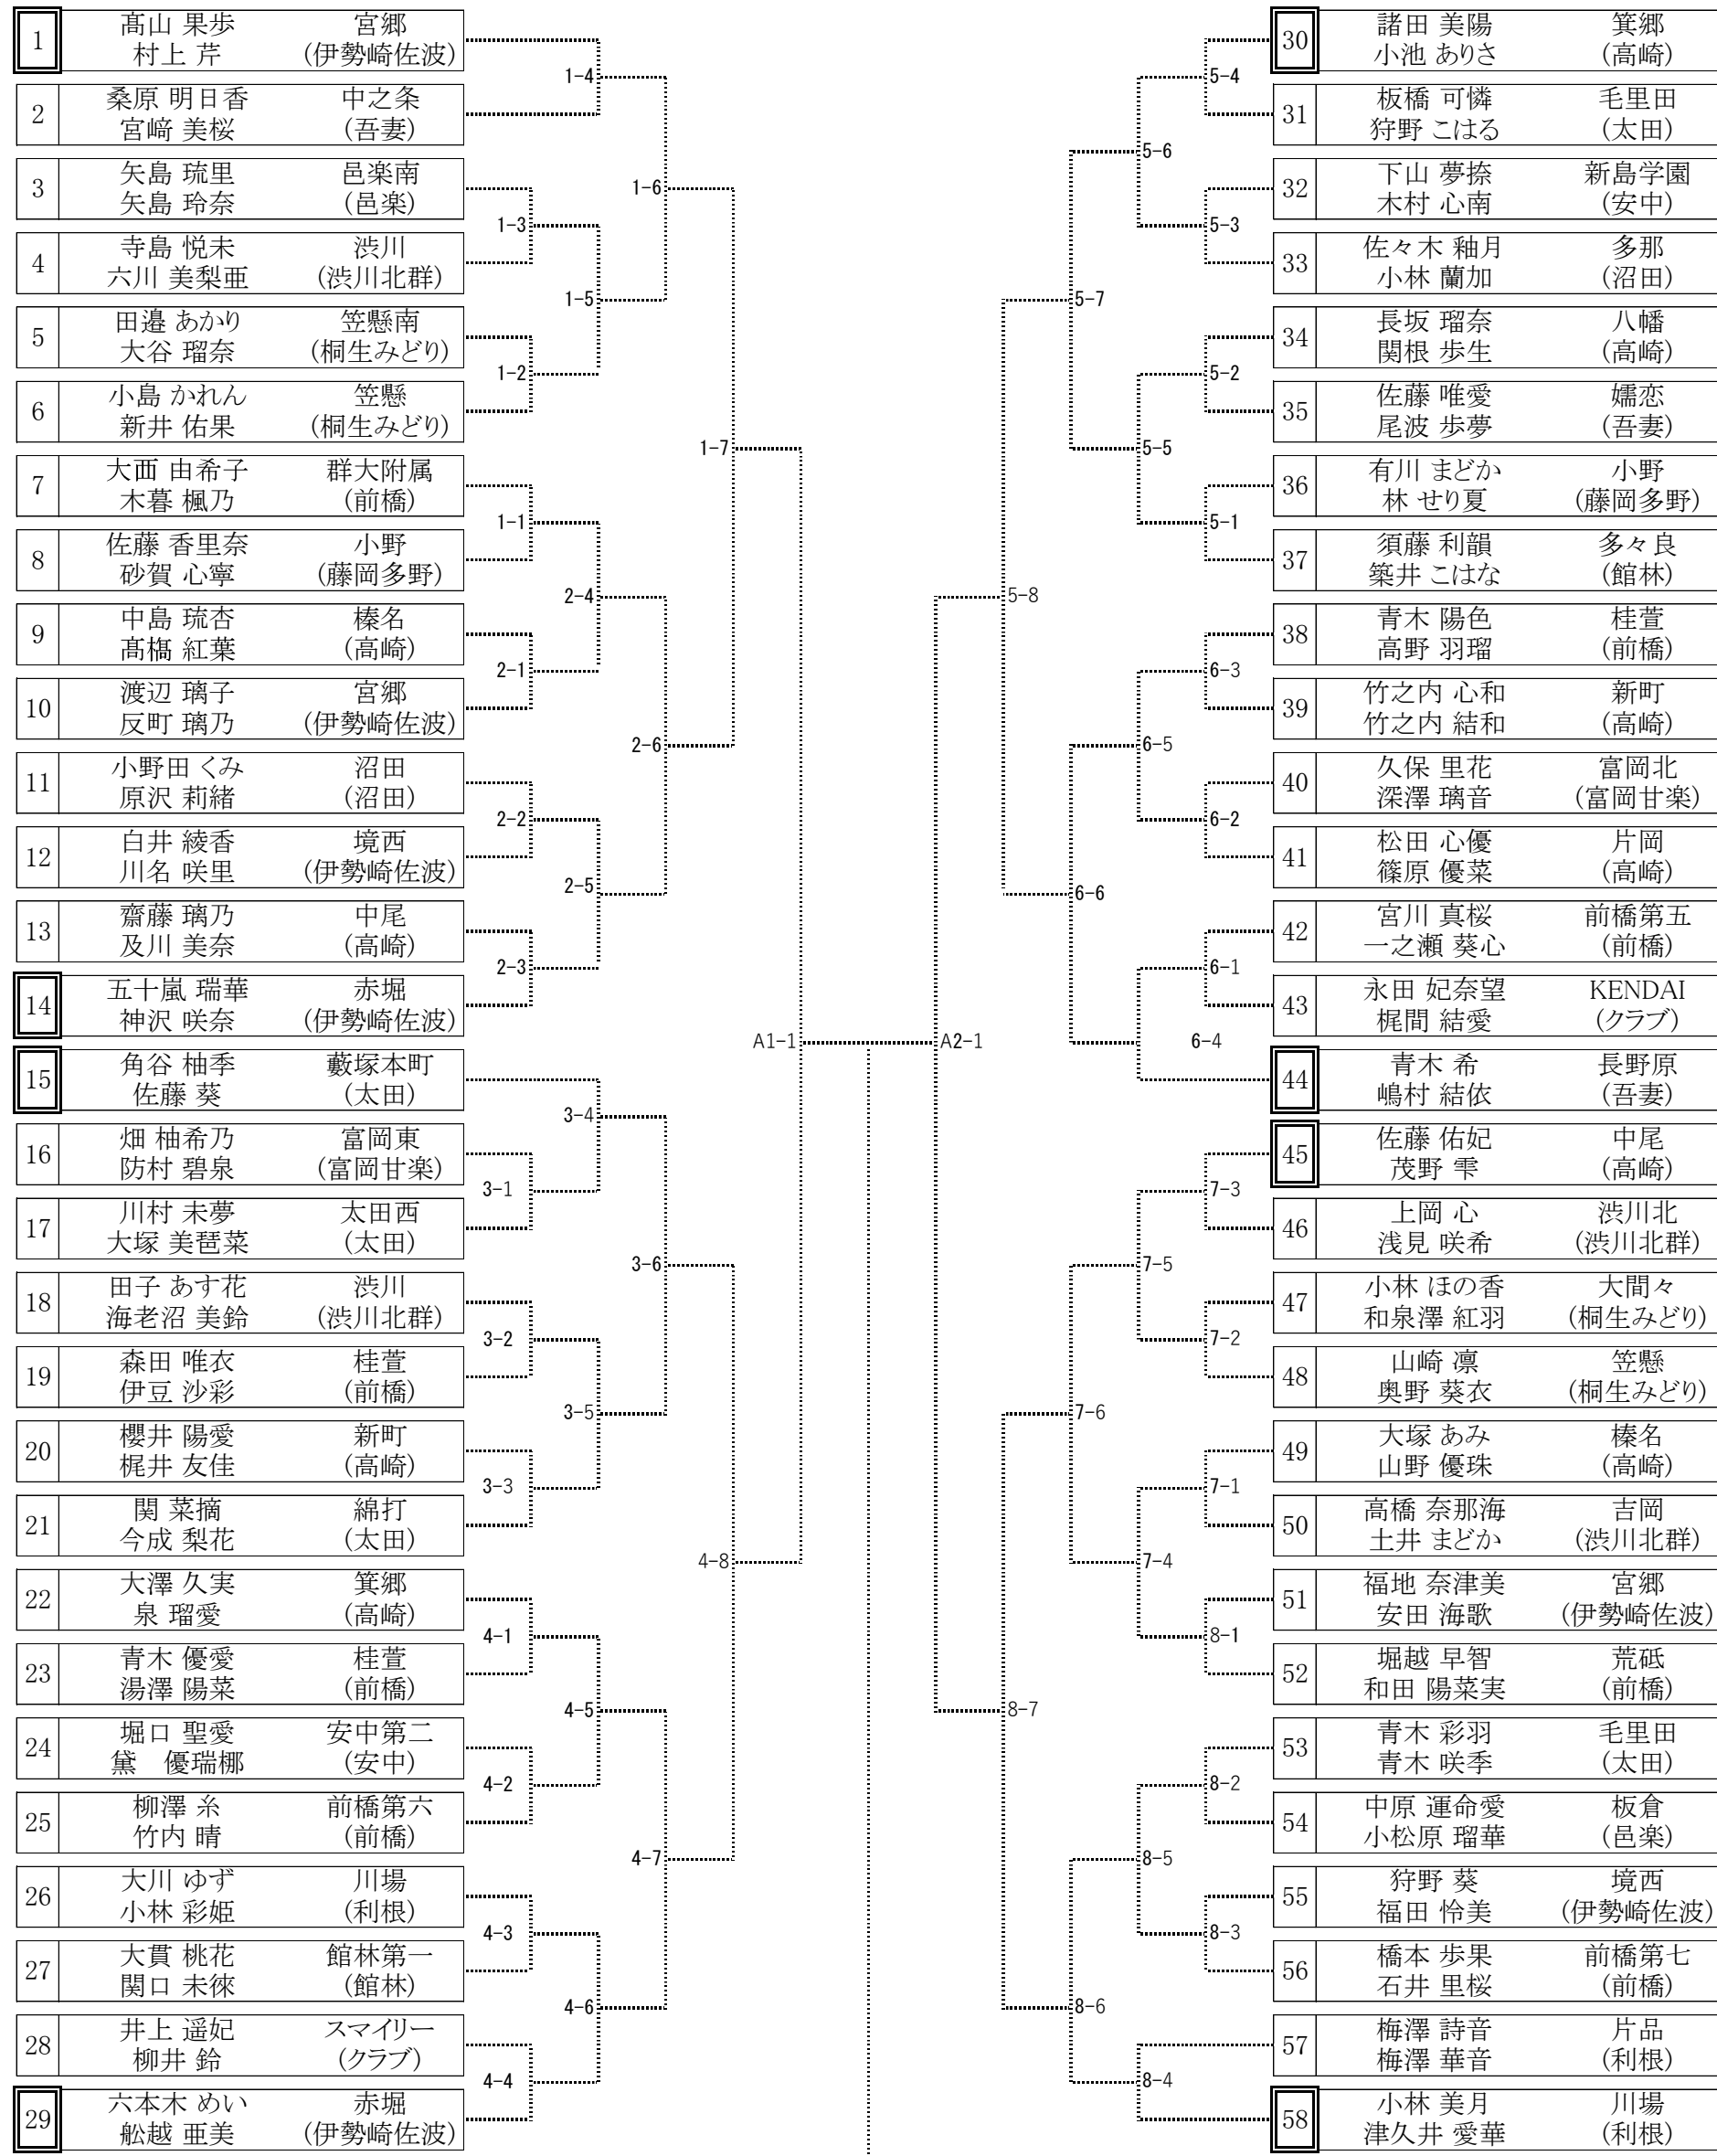 1 髙山 果歩 宮郷
村上 芹 (伊勢崎佐波)
2 桑原 明日香 中之条
宮﨑 美桜 (吾妻)
3 矢島 琉里 邑楽南
矢島 玲奈 (邑楽)
4 寺島 悦未 渋川
六川 美梨亜 (渋川北群)
5 田邉 あかり 笠懸南
大谷 瑠奈 (桐生みどり)
6 小島 かれん 笠懸
新井 佑果 (桐生みどり)
7 大西 由希子 群大附属
木暮 楓乃 (前橋)
8 佐藤 香里奈 小野
砂賀 心寧 (藤岡多野)
9 中島 琉杏 榛名
髙橋 紅葉 (高崎)
10 渡辺 璃子 宮郷
反町 璃乃 (伊勢崎佐波)
11 小野田 くみ 沼田
原沢 莉緒 (沼田)
12 白井 綾香 境西
川名 咲里 (伊勢崎佐波)
13 齋藤 璃乃 中尾
及川 美奈 (高崎)
14 五十嵐 瑞華 赤堀
神沢 咲奈 (伊勢崎佐波)
15 角谷 柚季 藪塚本町
佐藤 葵 (太田)
16 畑 柚希乃 富岡東
防村 碧泉 (富岡甘楽)
17 川村 未夢 太田西
大塚 美琶菜 (太田)
18 田子 あす花 渋川
海老沼 美鈴 (渋川北群)
19 森田 唯衣 桂萱
伊豆 沙彩 (前橋)
20 櫻井 陽愛 新町
梶井 友佳 (高崎)
21 関 菜摘 綿打
今成 梨花 (太田)
22 大澤 久実 箕郷
泉 瑠愛 (高崎)
23 青木 優愛 桂萱
湯澤 陽菜 (前橋)
24 堀口 聖愛 安中第二
黛　優瑞梛 (安中)
25 柳澤 糸 前橋第六
竹内 晴 (前橋)
26 大川 ゆず 川場
小林 彩姫 (利根)
27 大貫 桃花 館林第一
関口 未徠 (館林)
28 井上 遥妃 スマイリー
柳井 鈴 (クラブ)
29 六本木 めい 赤堀
舩越 亜美 (伊勢崎佐波)
1-4
1-6
1-3
1-5
1-2
1-7
1-1
2-4
2-1
2-6
2-2
2-5
2-3
A1-1
3-4
3-1
3-6
3-2
3-5
3-3
4-8
4-1
4-5
4-2
4-7
4-3
4-6
4-4
5-4
5-6
5-3
5-7
5-2
5-5
5-1
5-8
6-3
6-5
6-2
6-6
6-1
A2-1
6-4
7-3
7-5
7-2
7-6
7-1
7-4
8-1
8-7
8-2
8-5
8-3
8-6
8-4
30 諸田 美陽 箕郷
小池 ありさ (高崎)
31 板橋 可憐 毛里田
狩野 こはる (太田)
32 下山 夢捺 新島学園
木村 心南 (安中)
33 佐々木 釉月 多那
小林 蘭加 (沼田)
34 長坂 瑠奈 八幡
関根 歩生 (高崎)
35 佐藤 唯愛 嬬恋
尾波 歩夢 (吾妻)
36 有川 まどか 小野
林 せり夏 (藤岡多野)
37 須藤 利韻 多々良
築井 こはな (館林)
38 青木 陽色 桂萱
高野 羽瑠 (前橋)
39 竹之内 心和 新町
竹之内 結和 (高崎)
40 久保 里花 富岡北
深澤 璃音 (富岡甘楽)
41 松田 心優 片岡
篠原 優菜 (高崎)
42 宮川 真桜 前橋第五
一之瀬 葵心 (前橋)
43 永田 妃奈望 KENDAI
梶間 結愛 (クラブ)
44 青木 希 長野原
嶋村 結依 (吾妻)
45 佐藤 佑妃 中尾
茂野 雫 (高崎)
46 上岡 心 渋川北
浅見 咲希 (渋川北群)
47 小林 ほの香 大間々
和泉澤 紅羽 (桐生みどり)
48 山崎 凛 笠懸
奥野 葵衣 (桐生みどり)
49 大塚 あみ 榛名
山野 優珠 (高崎)
50 高橋 奈那海 吉岡
土井 まどか (渋川北群)
51 福地 奈津美 宮郷
安田 海歌 (伊勢崎佐波)
52 堀越 早智 荒砥
和田 陽菜実 (前橋)
53 青木 彩羽 毛里田
青木 咲季 (太田)
54 中原 運命愛 板倉
小松原 瑠華 (邑楽)
55 狩野 葵 境西
福田 怜美 (伊勢崎佐波)
56 橋本 歩果 前橋第七
石井 里桜 (前橋)
57 梅澤 詩音 片品
梅澤 華音 (利根)
58 小林 美月 川場
津久井 愛華 (利根)